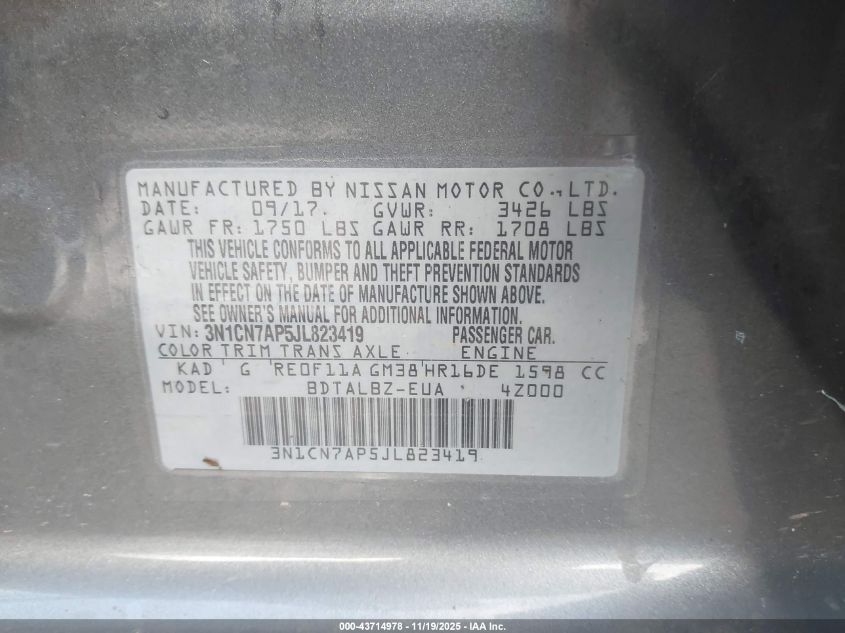 MANUFACTURED BY NISSAN MOTOR CO., LTD.
DATE: 09/17. GVWR: 3426 LBS
GAWR FR: 1750 LBS GAWR RR: 1708 LBS
THIS VEHICLE CONFORMS TO ALL APPLICABLE FEDERAL MOTOR
VEHICLE SAFETY, BUMPER AND THEFT PREVENTION STANDARDS
IN EFFECT ON THE DATE OF MANUFACTURE SHOWN ABOVE.
SEE OWNER'S MANUAL FOR ADDITIONAL INFORMATION.
VIN: 3N1CN7AP5JL823419 PASSENGER CAR.
COLOR TRIM TRANS AXLE ENGINE
KAD G RE0F11A GM38 HR16DE 1598 CC
MODEL: BDTALBZ-EUA 4Z000
3N1CN7AP5JL823419
000-43714978 - 11/19/2025 - IAA Inc.